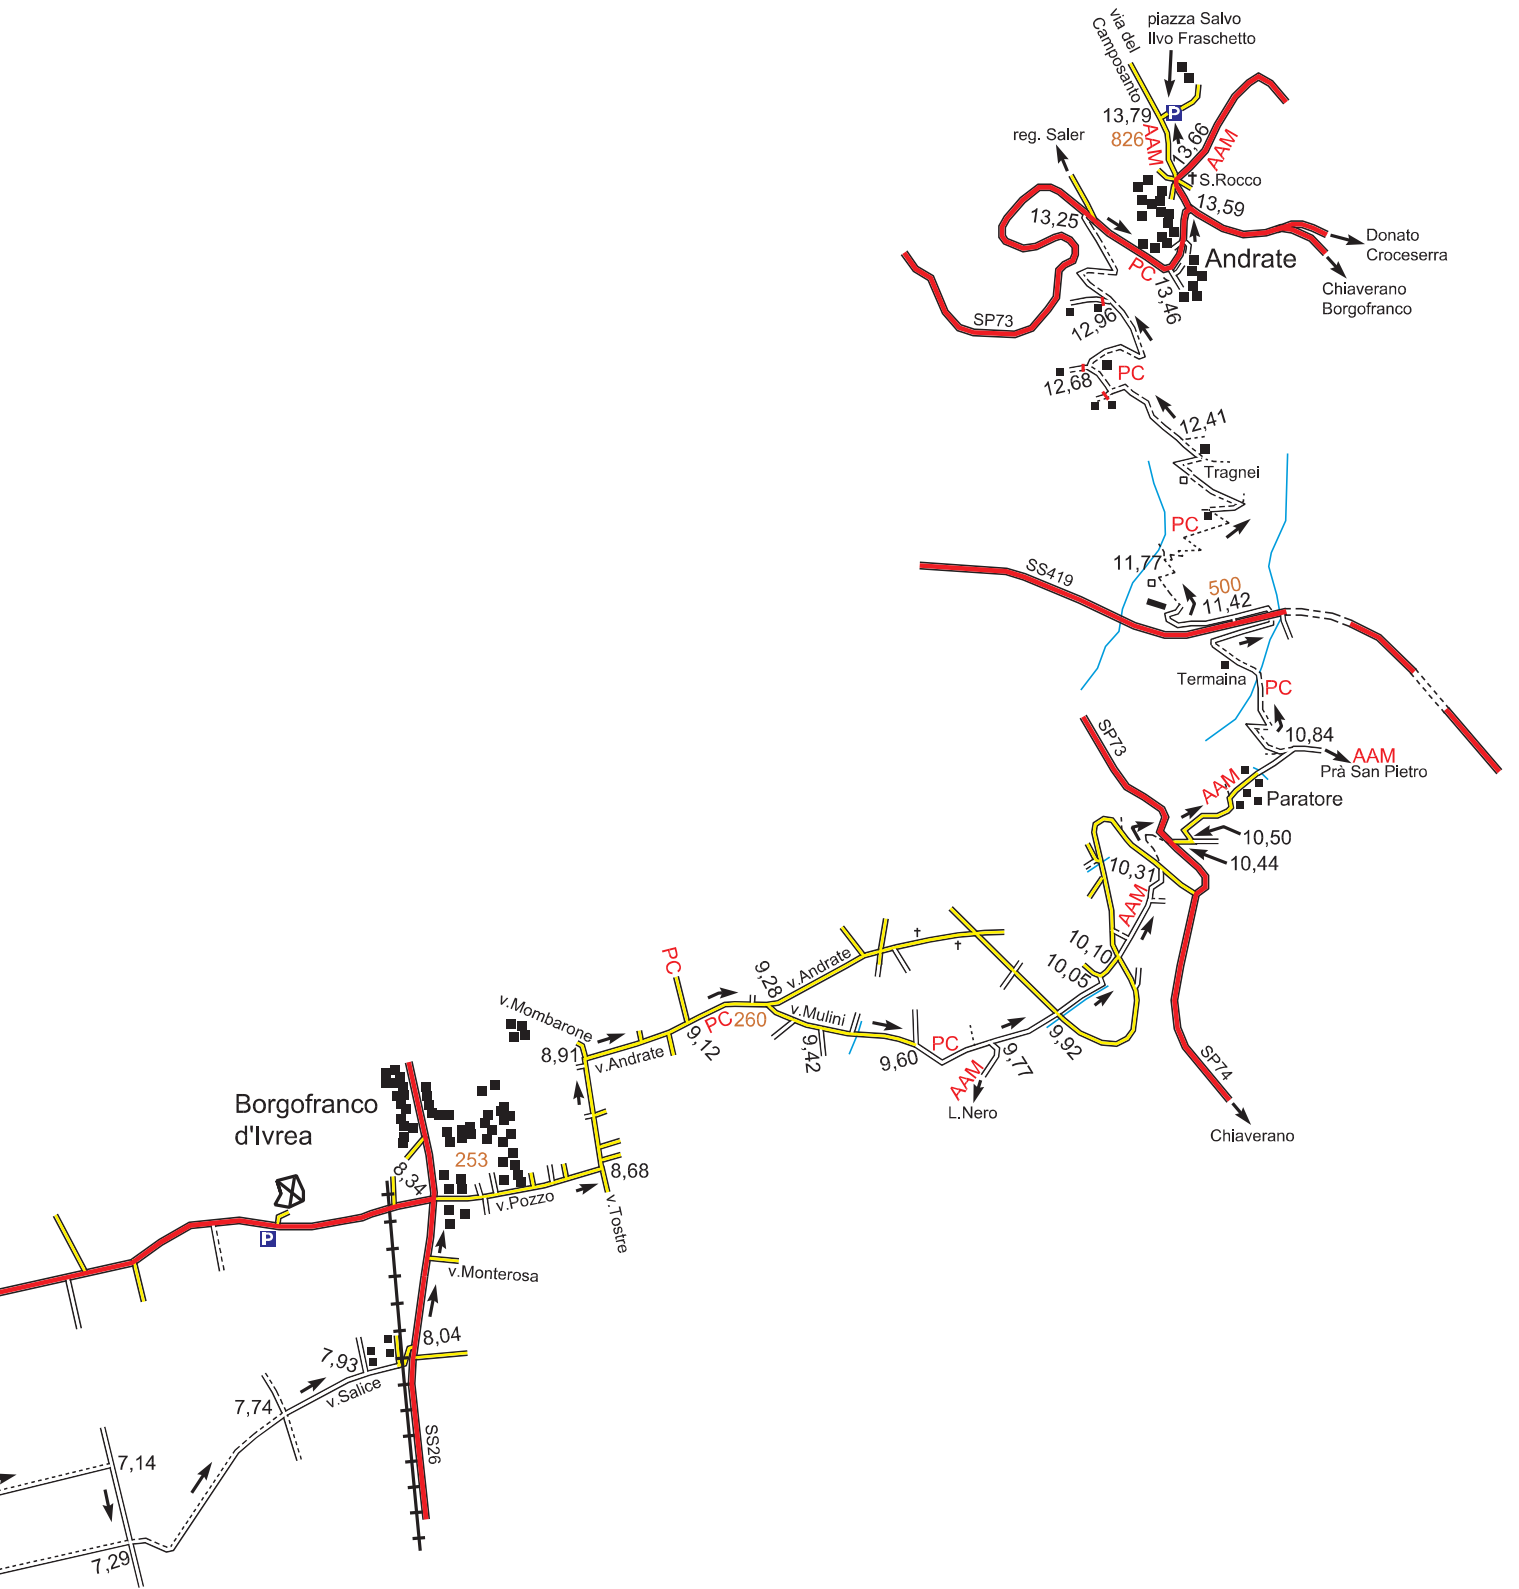 via del
Camposanto
piazza Salvo
Ilvo Fraschetto
13,79
P
826
AAM
13,66
AAM
reg. Saler
S.Rocco
13,59
13,25
Donato
Croceserra
Andrate
PC
13,46
Chiaverano
Borgofranco
SP73
12,96
12,68
PC
12,41
Tragnei
PC
11,77
SS419
500
11,42
Termaina
PC
SP73
10,84
AAM
Prà San Pietro
AAM
Paratore
10,50
10,44
10,31
AAM
10,10
10,05
PC
9,28
v.Andrate
v.Mombarone
PC
260
v.Mulini
8,91
v.Andrate
9,12
9,42
9,60
PC
9,77
9,92
AAM
L.Nero
SP74
Chiaverano
Borgofranco
d'Ivrea
253
8,34
8,68
v.Pozzo
v.Tostre
P
v.Monterosa
8,04
7,93
v.Salice
7,74
SS26
7,14
7,29